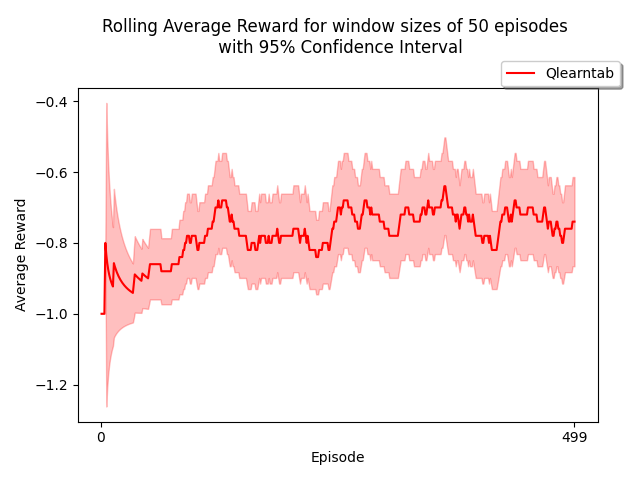 Rolling Average Reward for window sizes of 50 episodes
with 95% Confidence Interval
Qlearntab
−0.4
−0.6
−0.8
−1.0
−1.2
Average Reward
0
499
Episode